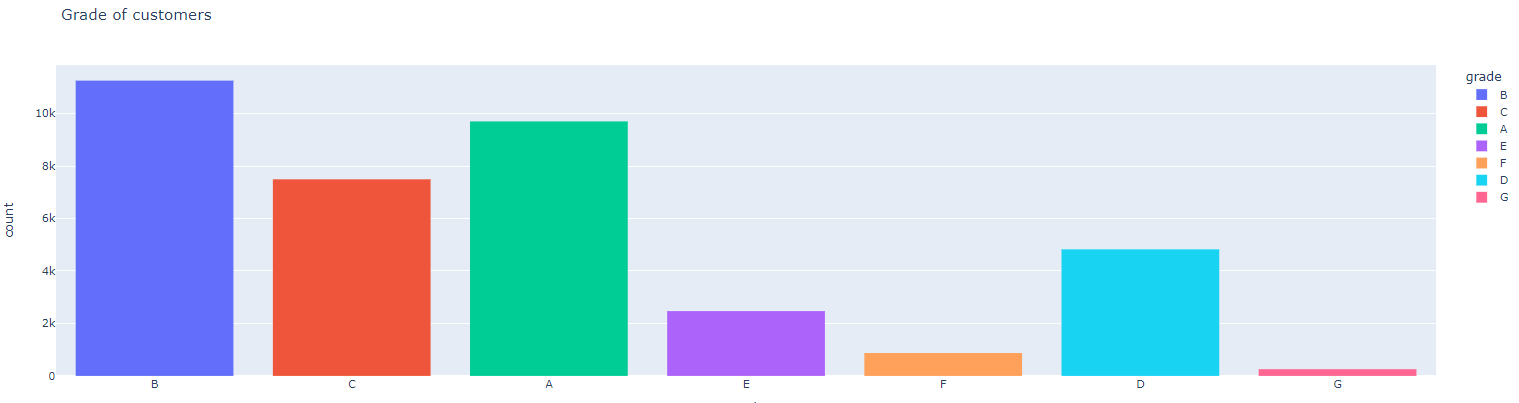 Grade of customers
grade
B
C
A
E
F
D
G
10k
8k
6k
4k
2k
0
count
B C A E F D G